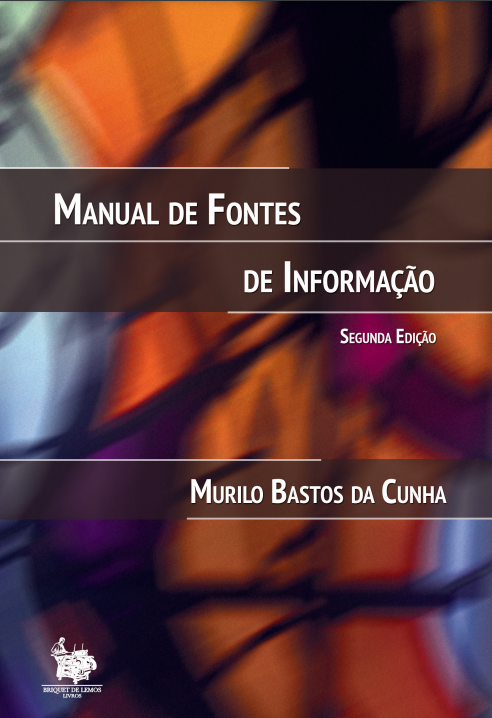 Manual de Fontes
de Informação
Segunda Edição
Murilo Bastos da Cunha
BRIQUET DE LEMOS
LIVROS